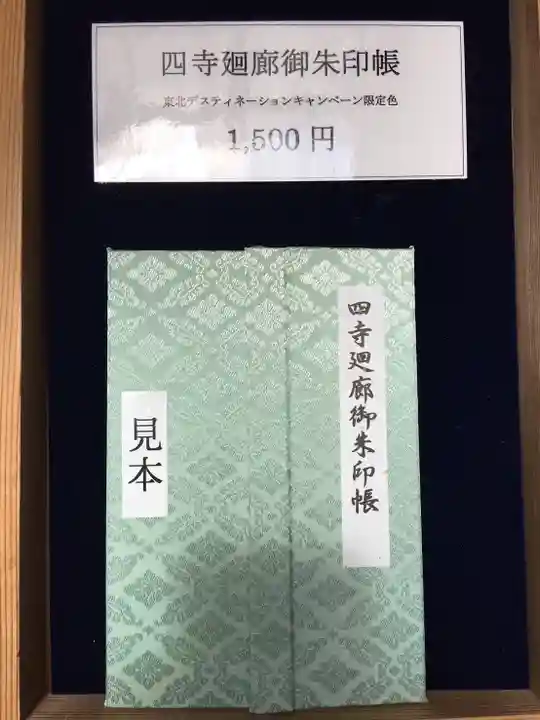 四寺廻廊御朱印帳
東北デスティネーションキャンペーン限定色
1,500円
四寺廻廊御朱印帳
見本